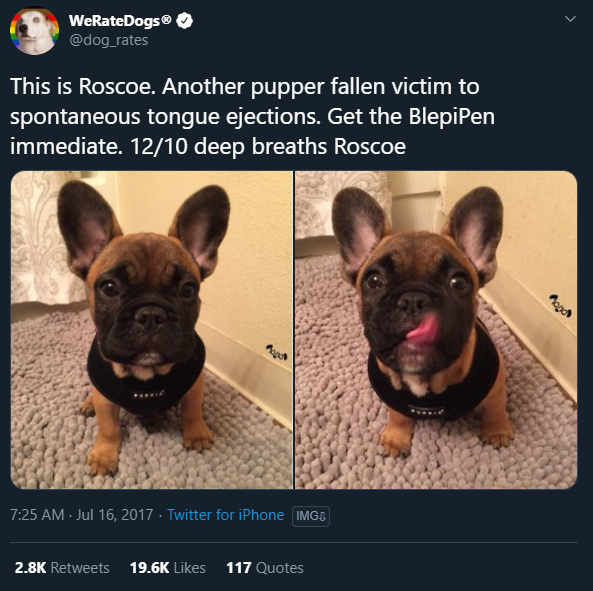 WeRateDogs®
@dog_rates
This is Roscoe. Another pupper fallen victim to
spontaneous tongue ejections. Get the BlepiPen
immediate. 12/10 deep breaths Roscoe
PUPPIA
PUPPIA
7:25 AM · Jul 16, 2017 · Twitter for iPhone IMG
2.8K Retweets 19.6K Likes 117 Quotes